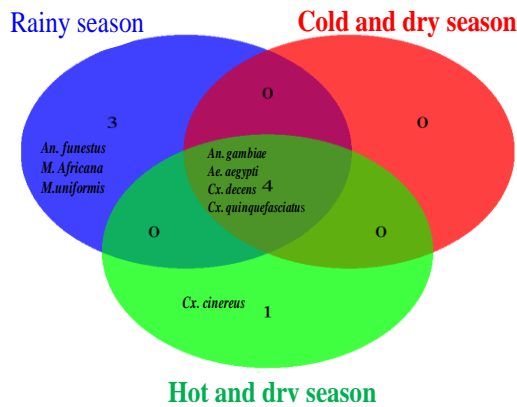 Rainy season
Cold and dry season
0
3
0
An. funestus
M. Africana
M.uniformis
An. gambiae
Ae. aegypti
Cx. decens
4
Cx. quinquefasciatus
0
0
Cx. cinereus
1
Hot and dry season